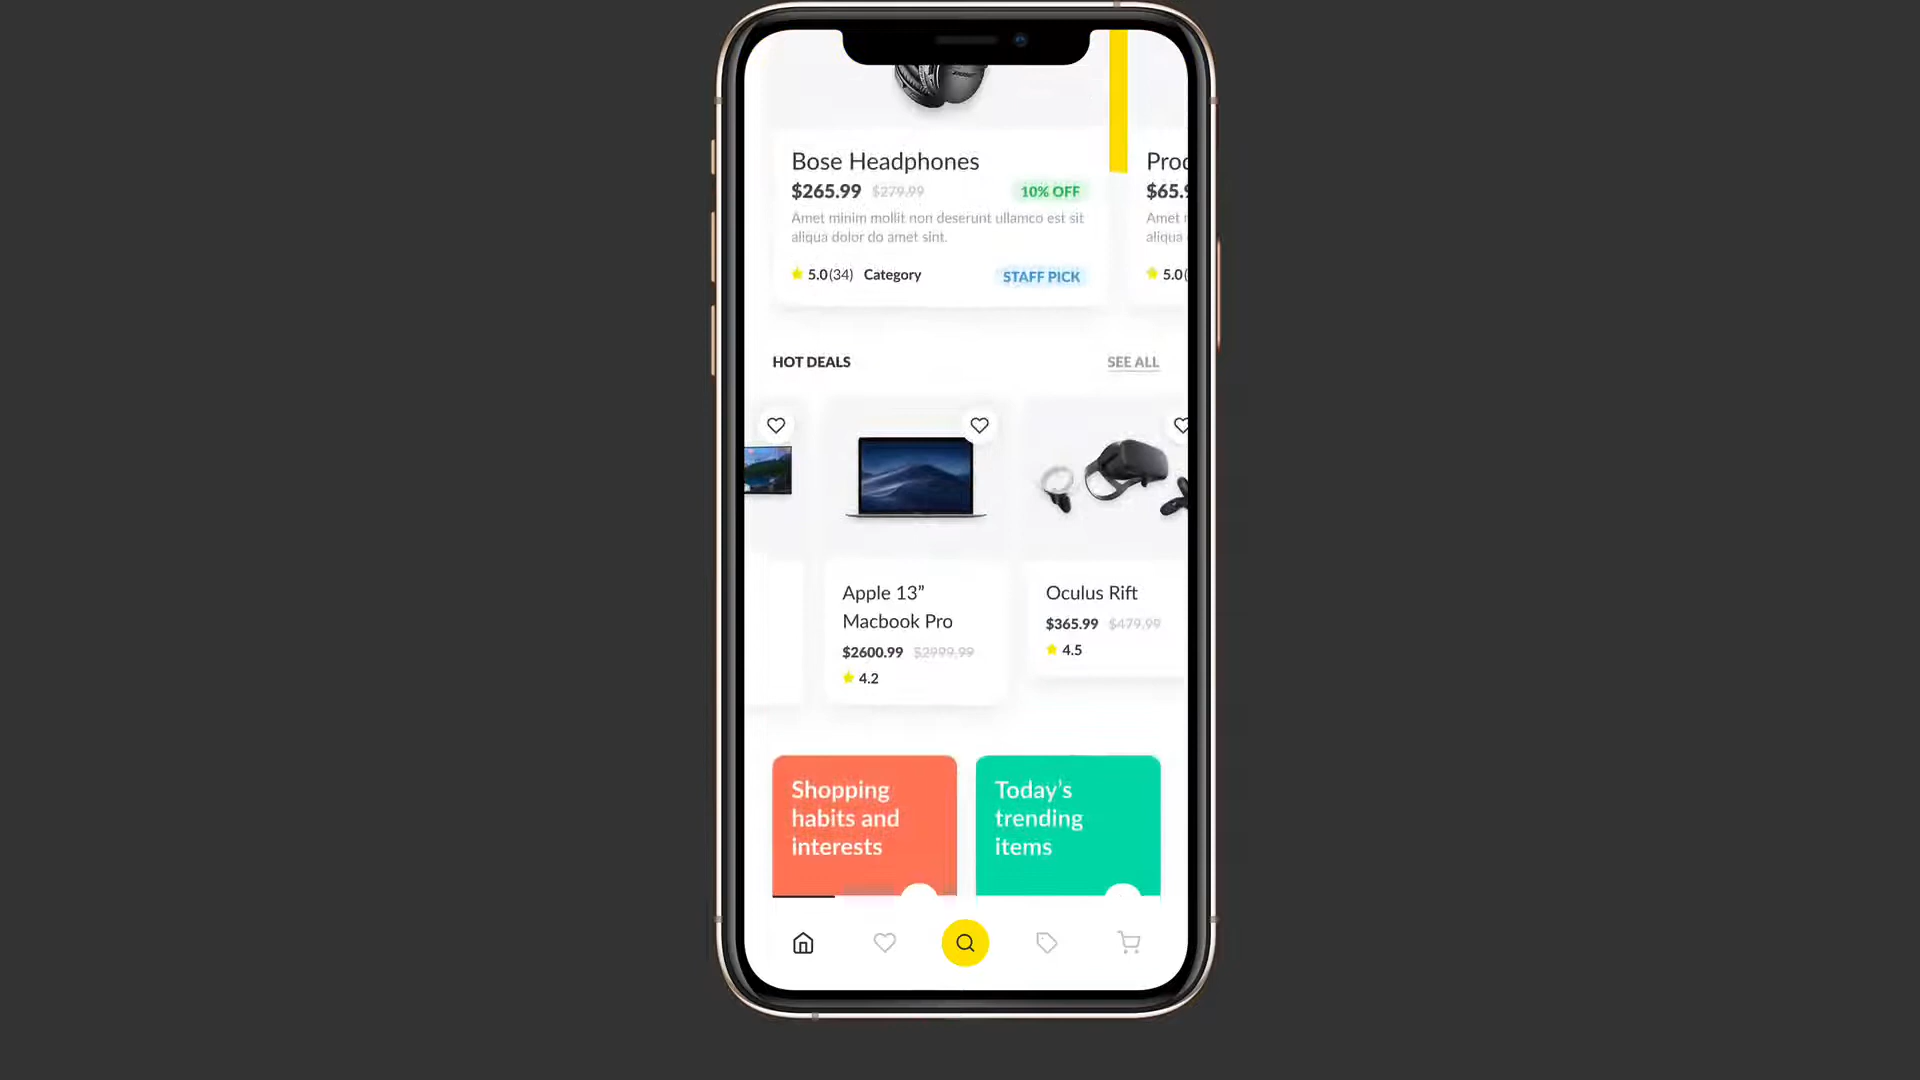 Bose Headphones
$265.99 $279.99 10% OFF
Amet minim mollit non deserunt ullamco est sit
aliqua dolor do amet sint.
5.0(34) Category STAFF PICK
Proc
$65.9
Amet
aliqua
5.0(
HOT DEALS SEE ALL
Apple 13”
Macbook Pro
$2600.99 $2999.99
4.2
Oculus Rift
$365.99 $479.99
4.5
Shopping
habits and
interests
Today’s
trending
items